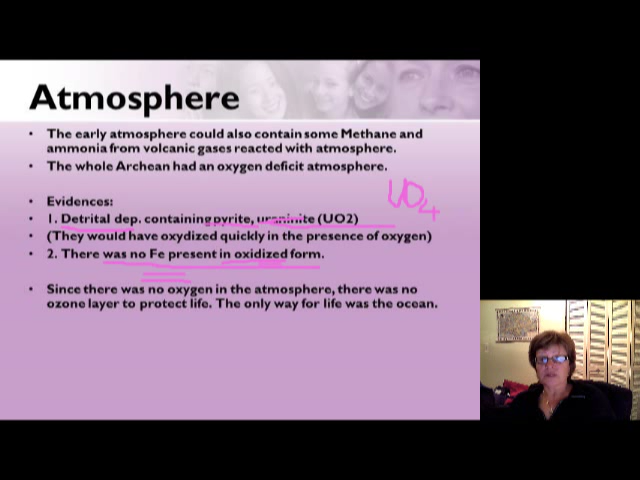 Atmosphere
• The early atmosphere could also contain some Methane and
ammonia from volcanic gases reacted with atmosphere.
• The whole Archean had an oxygen deficit atmosphere.
UO4
• Evidences:
• 1. Detrital dep. containing pyrite, uraninite (UO2)
• (They would have oxydized quickly in the presence of oxygen)
• 2. There was no Fe present in oxidized form.
• Since there was no oxygen in the atmosphere, there was no
ozone layer to protect life. The only way for life was the ocean.